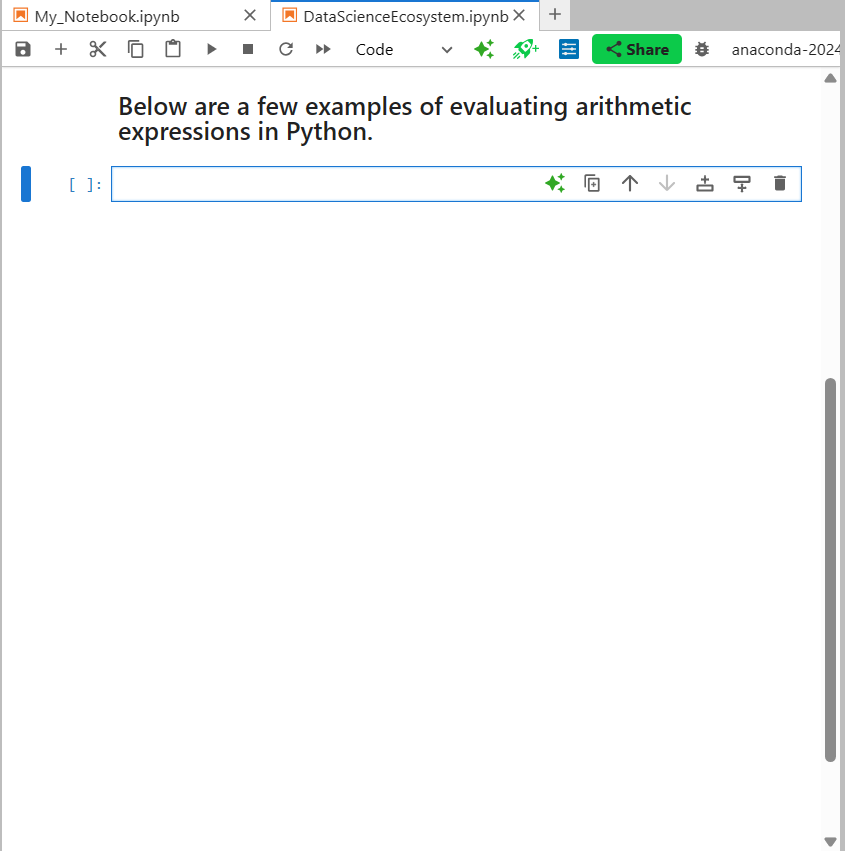 My_Notebook.ipynb
DataScienceEcosystem.ipynb
Code
Share
anaconda-2024
Below are a few examples of evaluating arithmetic
expressions in Python.
[ ]: